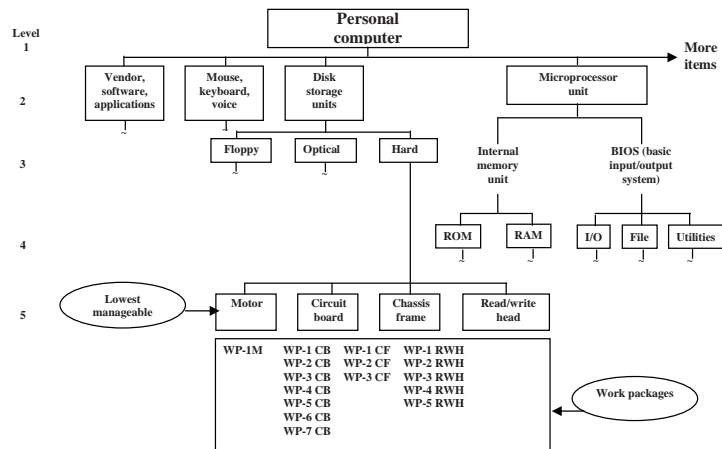 Personal
computer
Level
1
More
items
Vendor,
software,
applications
Mouse,
keyboard,
voice
Disk
storage
units
Microprocessor
unit
2
~
~
Floppy
Optical
Hard
Internal
memory
unit
BIOS (basic
input/output
system)
3
~
~
ROM
RAM
I/O
File
Utilities
4
~
~
~
~
~
Lowest
manageable
5
Motor
Circuit
board
Chassis
frame
Read/write
head
WP-1M
WP-1 CB
WP-2 CB
WP-3 CB
WP-4 CB
WP-5 CB
WP-6 CB
WP-7 CB
WP-1 CF
WP-2 CF
WP-3 CF
WP-1 RWH
WP-2 RWH
WP-3 RWH
WP-4 RWH
WP-5 RWH
Work packages